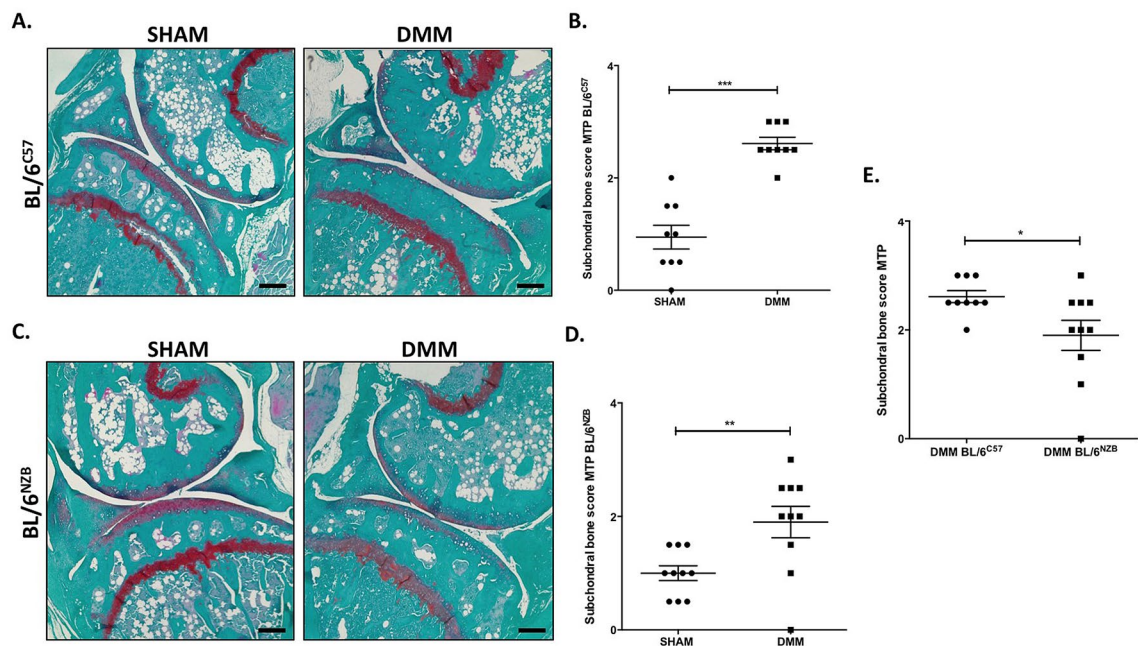 A.
SHAM
DMM
BL/6C57
B.
Subchondral bone score MTP BL/6C57
4
2
0
***
SHAM
DMM
C.
SHAM
DMM
BL/6NZB
D.
Subchondral bone score MTP BL/6NZB
4
2
0
**
SHAM
DMM
E.
Subchondral bone score MTP
4
2
0
*
DMM BL/6C57
DMM BL/6NZB